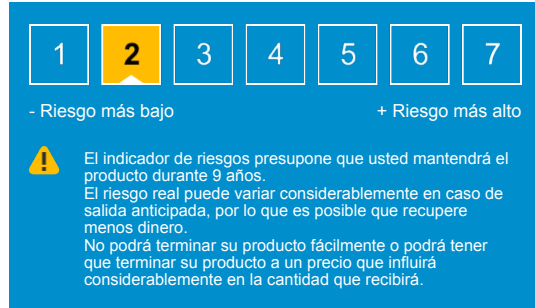 1 2 3 4 5 6 7
- Riesgo más bajo + Riesgo más alto
El indicador de riesgos presupone que usted mantendrá el
producto durante 9 años.
El riesgo real puede variar considerablemente en caso de
salida anticipada, por lo que es posible que recupere
menos dinero.
No podrá terminar su producto fácilmente o podrá tener
que terminar su producto a un precio que influirá
considerablemente en la cantidad que recibirá.